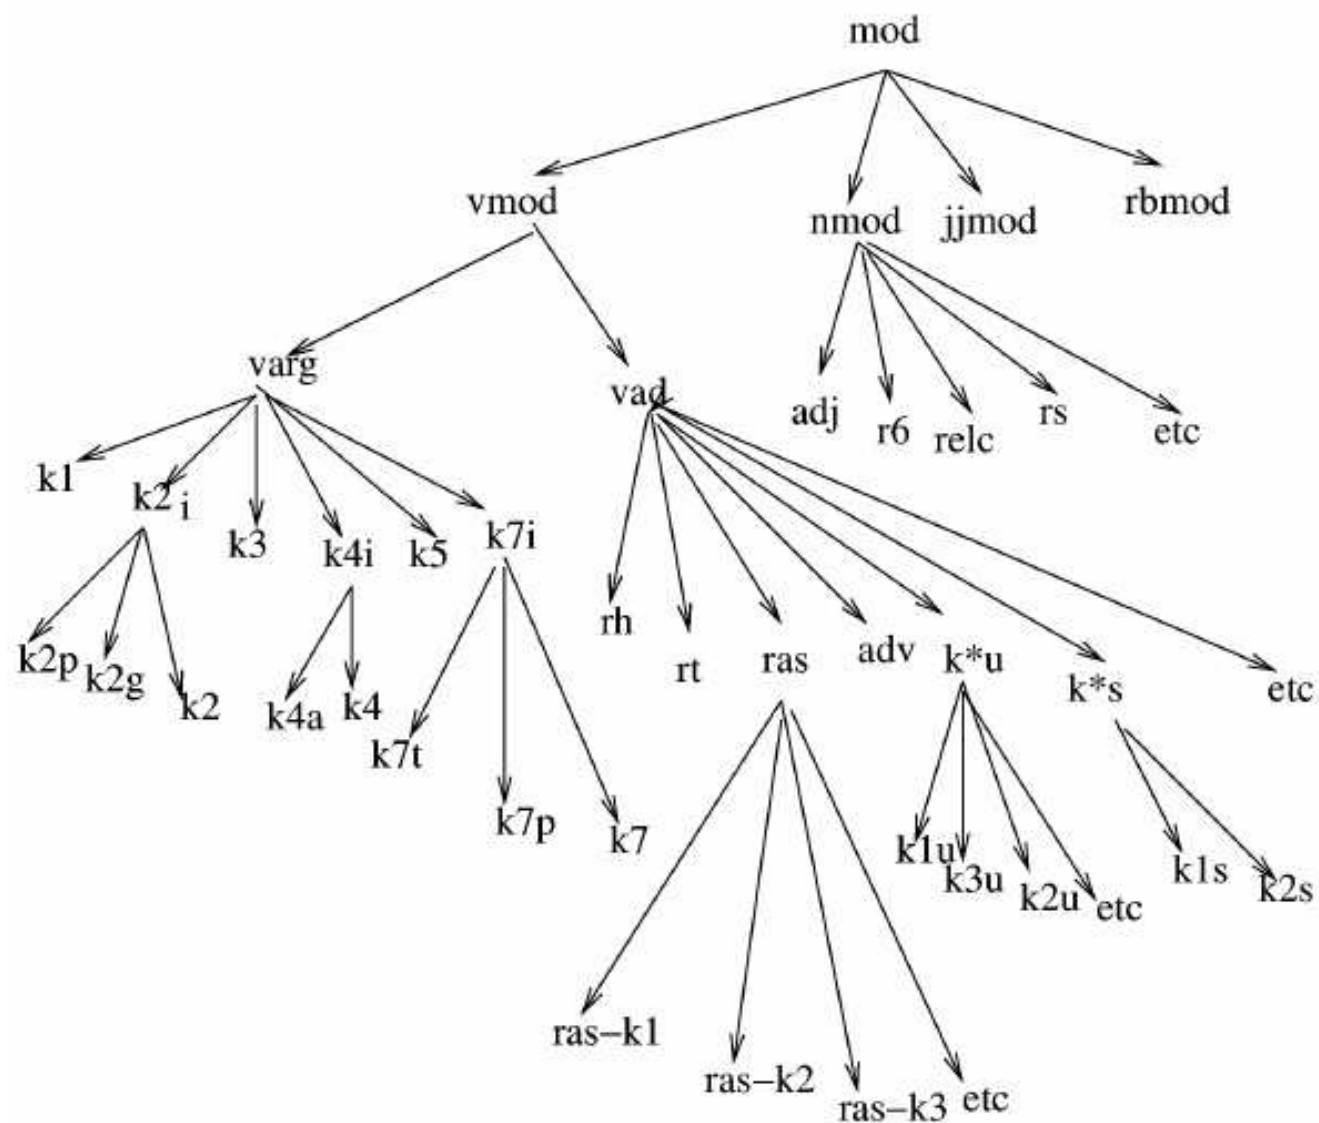 mod
vmod
nmod
jjmod
rbmod
varg
vad
adj
r6
relc
rs
etc
k1
k2i
k3
k4i
k5
k7i
rh
rt
ras
adv
k*u
k*s
etc
k2p
k2g
k2
k4a
k4
k7t
k7p
k7
k1u
k3u
k2u
etc
k1s
k2s
ras-k1
ras-k2
ras-k3
etc